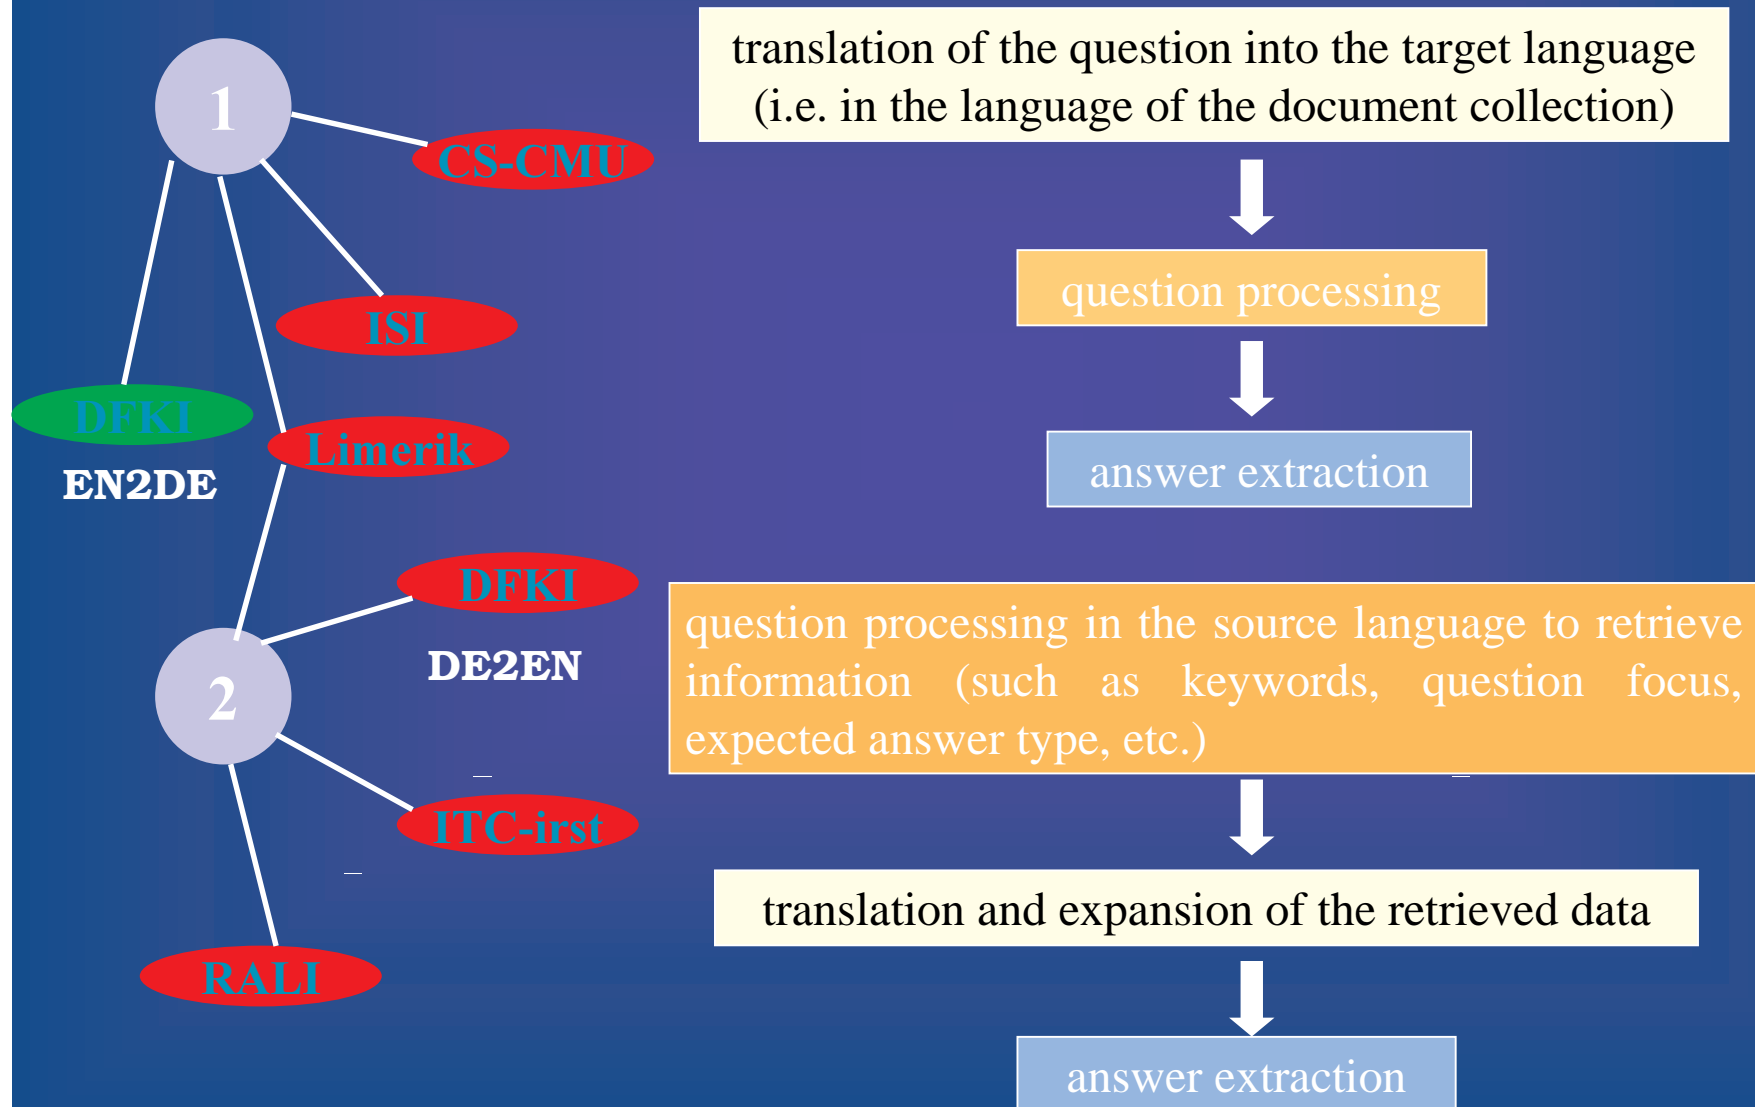 1
CS-CMU
ISI
DFKI
EN2DE
Limerik
DFKI
DE2EN
2
ITC-irst
RALI
translation of the question into the target language
(i.e. in the language of the document collection)
question processing
answer extraction
question processing in the source language to retrieve
information (such as keywords, question focus,
expected answer type, etc.)
translation and expansion of the retrieved data
answer extraction